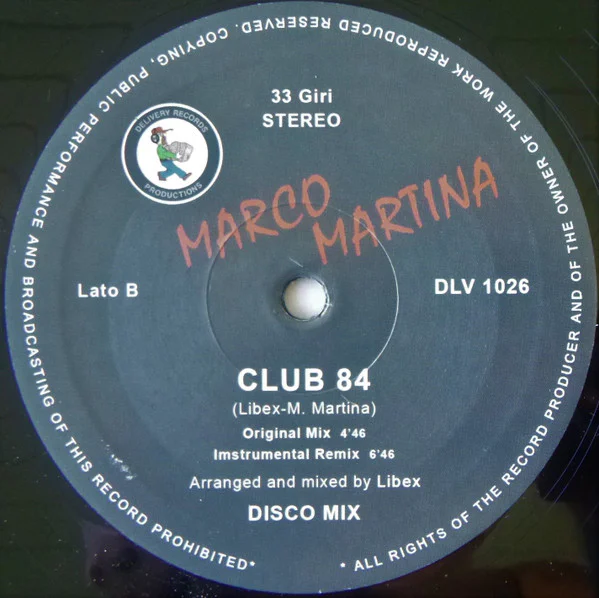 * ALL RIGHTS OF THE RECORD PRODUCER AND OF THE OWNER OF THE WORK REPRODUCED RESERVED. COPYING, PUBLIC PERFORMANCE AND BROADCASTING OF THIS RECORD PROHIBITED*
33 Giri
STEREO
DELIVERY RECORDS
PRODUCTIONS
MARCO
MARTINA
Lato B
DLV 1026
CLUB 84
(Libex-M. Martina)
Original Mix 4'46
Imstrumental Remix 6'46
Arranged and mixed by Libex
DISCO MIX